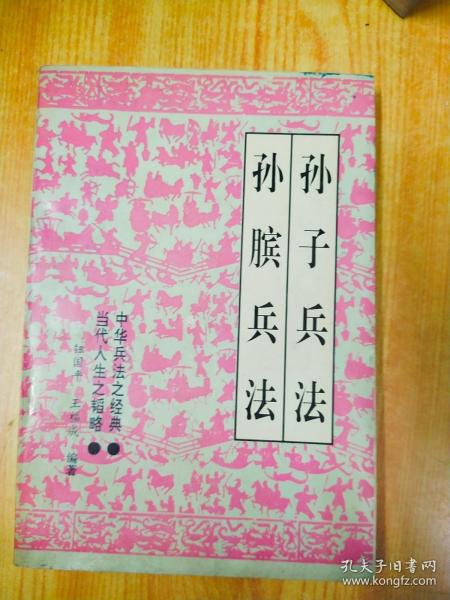 孙子兵法
孙膑兵法
中华兵法之经典
当代人生之韬略
编著
孔夫子旧书网
www.kongfz.com